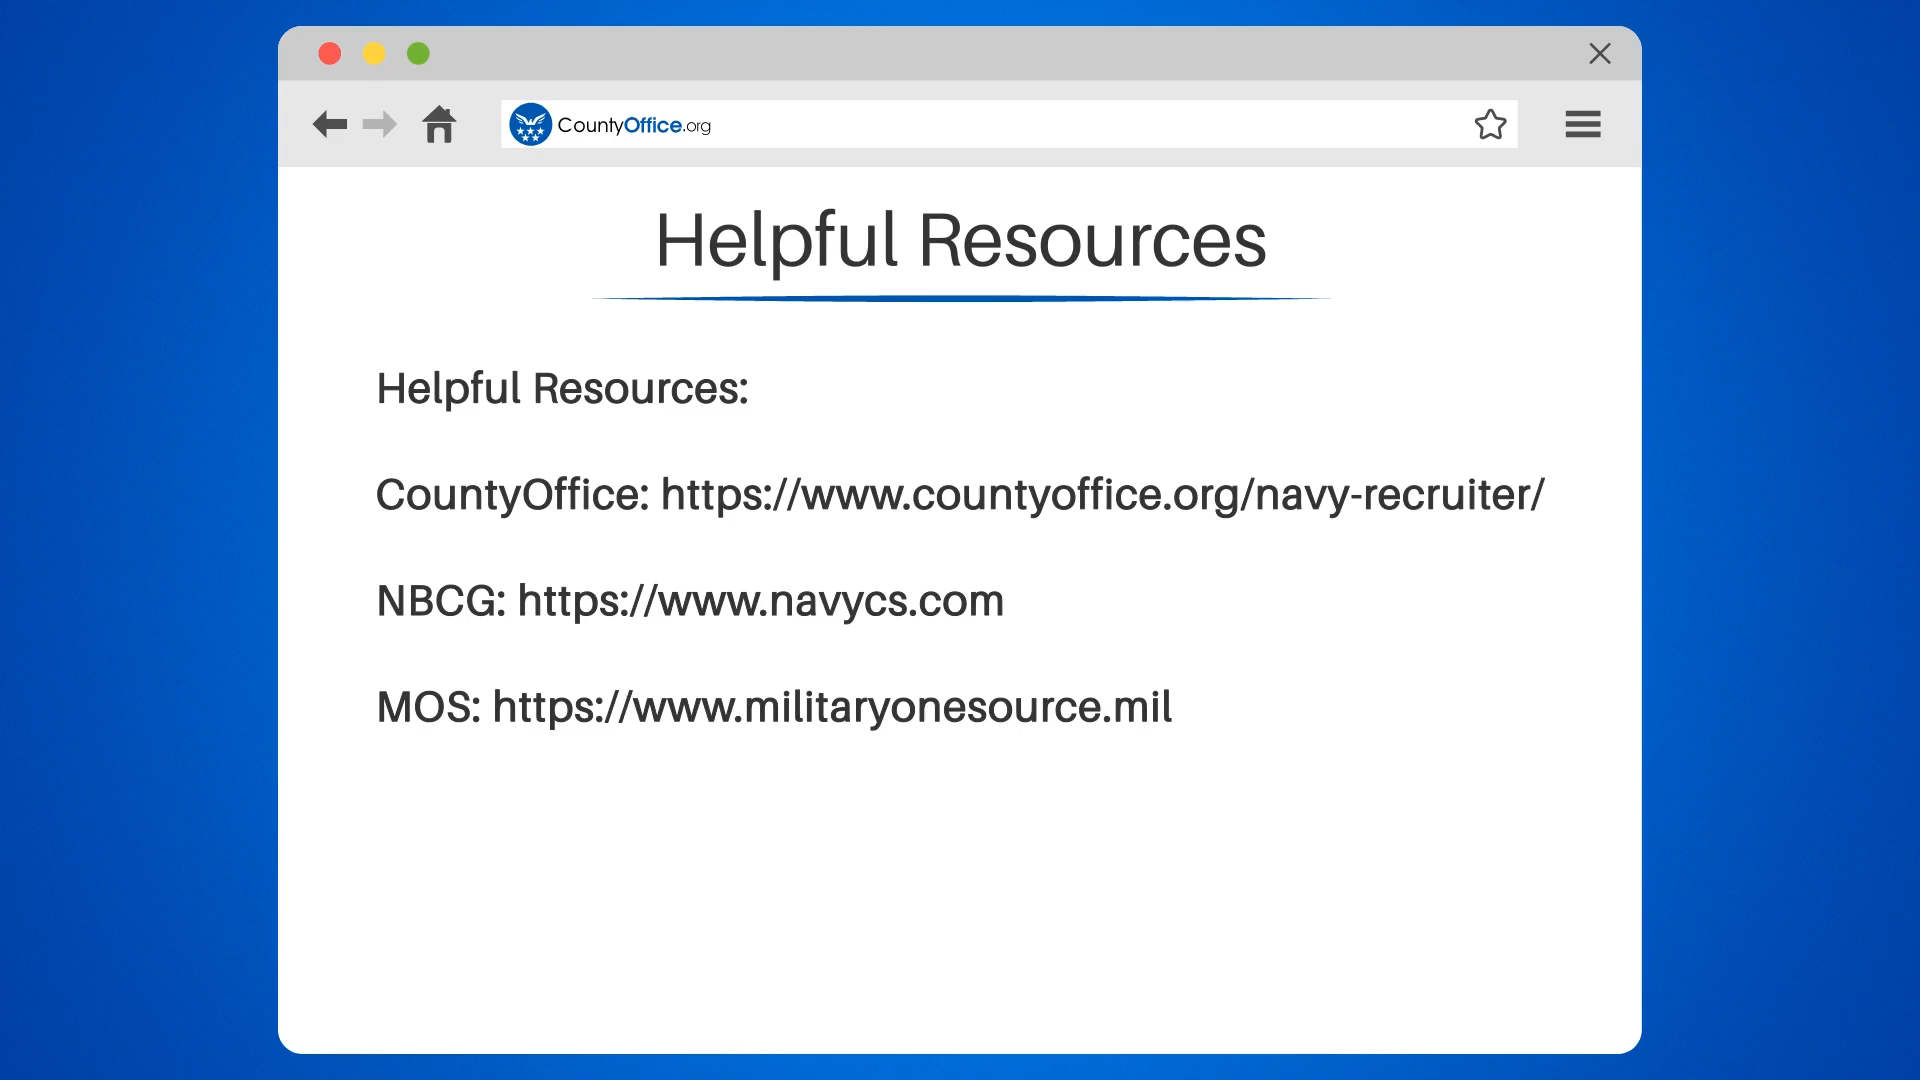 CountyOffice.org
Helpful Resources
Helpful Resources:
CountyOffice: https://www.countyoffice.org/navy-recruiter/
NBCG: https://www.navycs.com
MOS: https://www.militaryonesource.mil